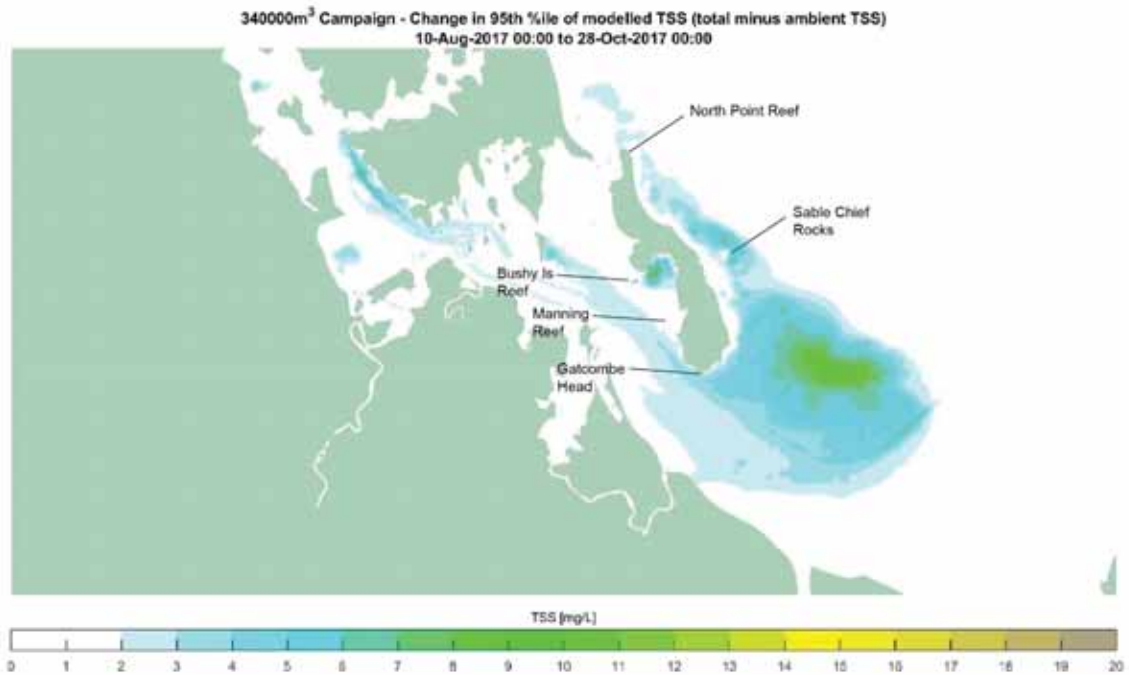 340000m³ Campaign - Change in 95th %ile of modelled TSS (total minus ambient TSS)
10-Aug-2017 00:00 to 28-Oct-2017 00:00
North Point Reef
Sable Chief
Rocks
Bushy Is
Reef
Manning
Reef
Gatcombe
Head
TSS [mg/L]
0 1 2 3 4 5 6 7 8 9 10 11 12 13 14 15 16 17 18 19 20